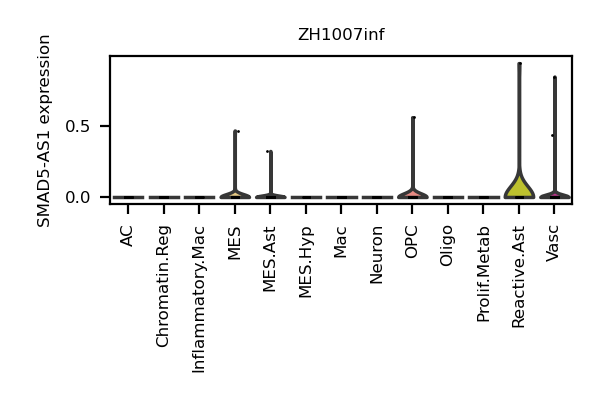 ZH1007inf
SMAD5-AS1 expression
0.5
0.0
AC
Chromatin.Reg
Inflammatory.Mac
MES
MES.Ast
MES.Hyp
Mac
Neuron
OPC
Oligo
Prolif.Metab
Reactive.Ast
Vasc